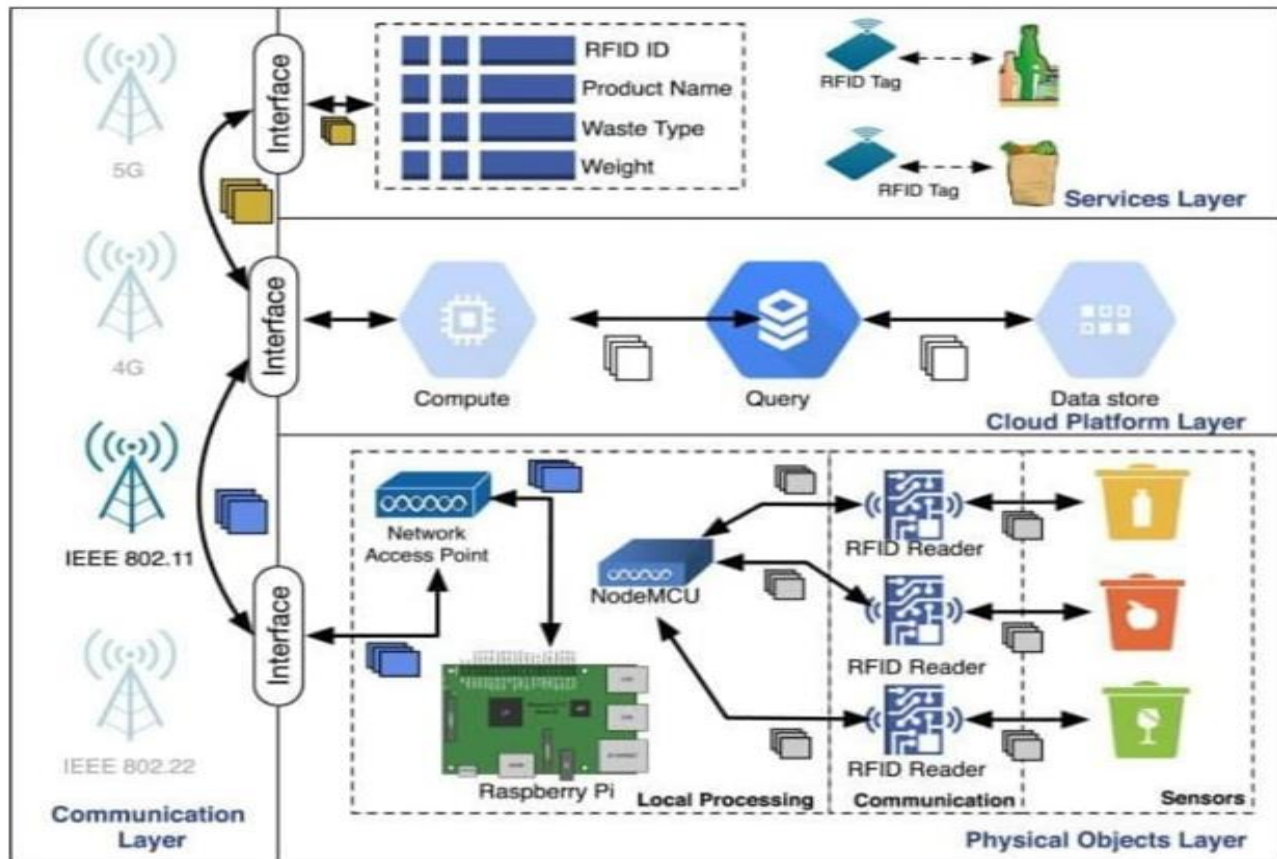 5G
4G
IEEE 802.11
IEEE 802.22
Communication
Layer
Interface
Interface
Interface
RFID ID
Product Name
Waste Type
Weight
RFID Tag
RFID Tag
Services Layer
Compute
Query
Data store
Cloud Platform Layer
Network
Access Point
NodeMCU
Raspberry Pi
Local Processing
RFID Reader
RFID Reader
RFID Reader
Communication
Sensors
Physical Objects Layer